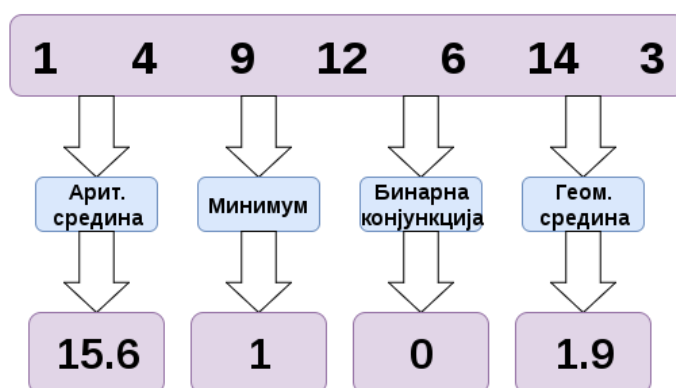 1 4 9 12 6 14 3
Арит. средина
Минимум
Бинарна конјункција
Геом. средина
15.6 1 0 1.9